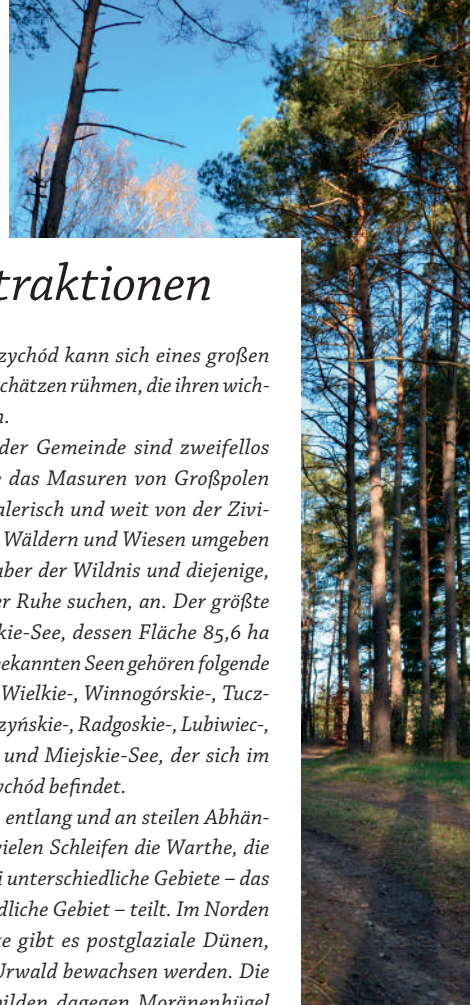 traktionen
zychód kann sich eines großen
chätzen rühmen, die ihren wich-
n.
der Gemeinde sind zweifellos
e das Masuren von Großpolen
alerisch und weit von der Zivi-
Wäldern und Wiesen umgeben
aber der Wildnis und diejenige,
er Ruhe suchen, an. Der größte
kie-See, dessen Fläche 85,6 ha
bekannten Seen gehören folgende
Wielkie-, Winnogórskie-, Tucz-
zyńskie-, Radgoskie-, Lubiwiec-,
und Miejskie-See, der sich im
ychód befindet.
entlang und an steilen Abhän-
vielen Schleifen die Warthe, die
i unterschiedliche Gebiete – das
dliche Gebiet – teilt. Im Norden
te gibt es postglaziale Dünen,
Urwald bewachsen werden. Die
bilden dagegen Moränenhügel